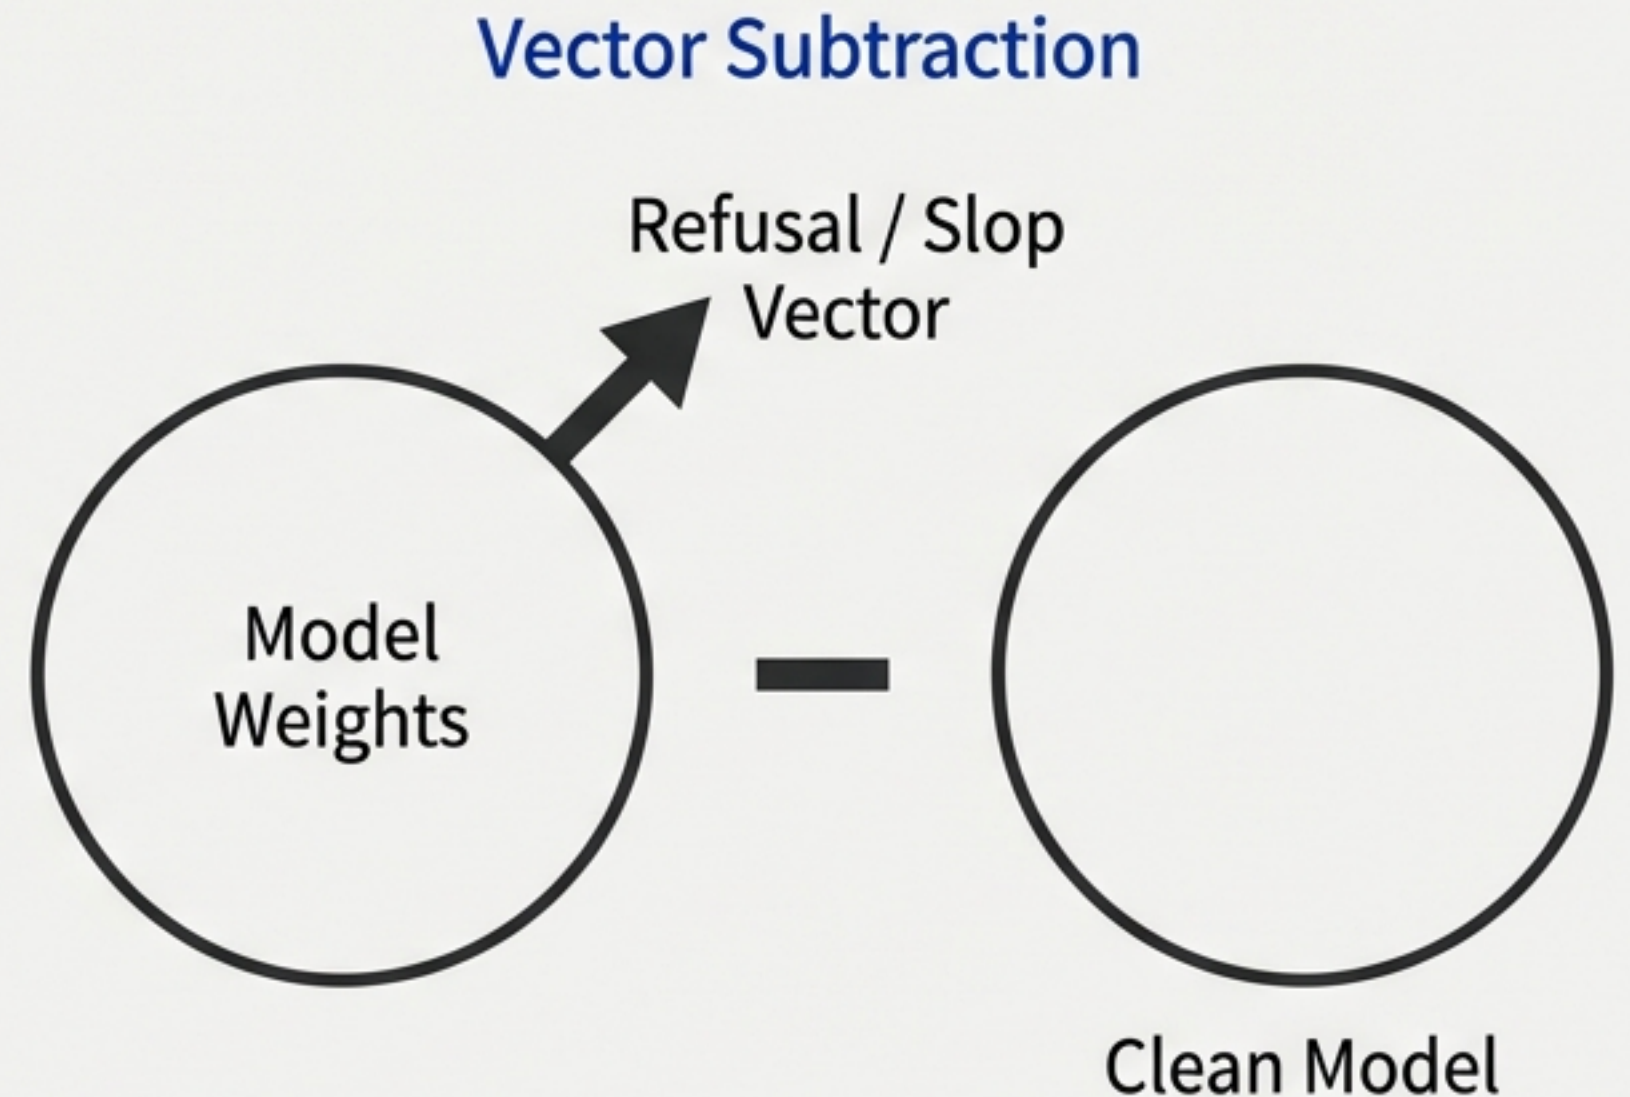 Vector Subtraction
Refusal / Slop
Vector
Model
Weights
Clean Model